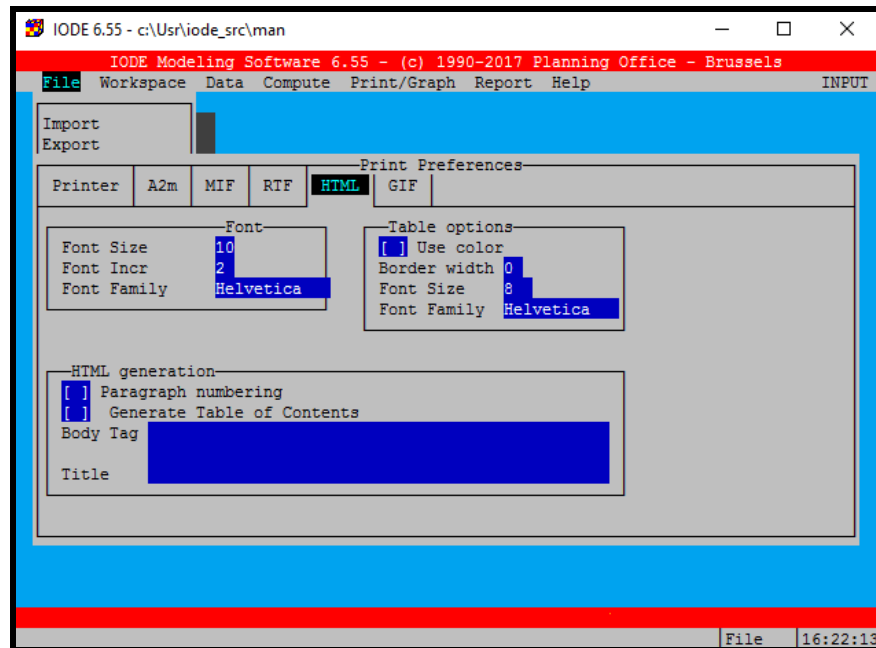 IODE 6.55 - c:\Usr\iode_src\man
IODE Modeling Software 6.55 - (c) 1990-2017 Planning Office - Brussels
File Workspace Data Compute Print/Graph Report Help INPUT
Import
Export
Print Preferences
Printer A2m MIF RTF HTML GIF
Font Table options
Font Size 10 [ ] Use color
Font Incr 2 Border width 0
Font Family Helvetica Font Size 8
Font Family Helvetica
HTML generation
[ ] Paragraph numbering
[ ] Generate Table of Contents
Body Tag
Title
File 16:22:13